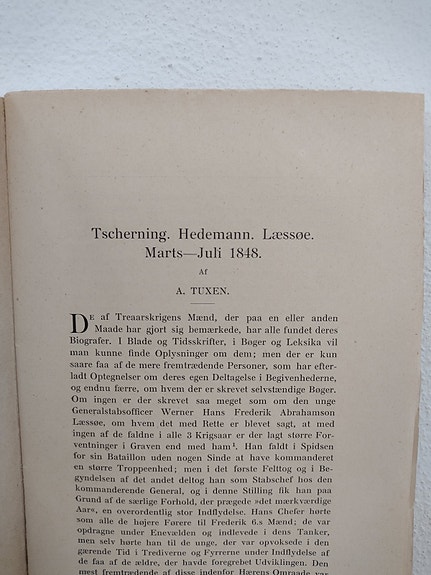 Tscherning. Hedemann. Læssøe.
Marts—Juli 1848.
Af
A. TUXEN.
DE af Treaarskrigens Mænd, der paa en eller anden
Maade har gjort sig bemærkede, har alle fundet deres
Biografer. I Blade og Tidsskrifter, i Bøger og Leksika vil
man kunne finde Oplysninger om dem; men der er kun
saare faa af de mere fremtrædende Personer, som har efter-
ladt Optegnelser om deres egen Deltagelse i Begivenhederne,
og endnu færre, om hvem der er skrevet selvstændige Bøger.
Om ingen er der skrevet saa meget som om den unge
Generalstabsofficer Werner Hans Frederik Abrahamson
Læssøe, om hvem det med Rette er blevet sagt, at med
ingen af de faldne i alle 3 Krigsaar er der lagt større For-
ventninger i Graven end med ham¹. Han faldt i Spidsen
for sin Bataillon uden nogen Sinde at have kommanderet
en større Troppeenhed; men i det første Felttog og i Be-
gyndelsen af det andet deltog han som Stabschef hos den
kommanderende General, og i denne Stilling fik han paa
Grund af de særlige Forhold, der prægede »det mærkværdige
Aar«, en overordentlig stor Indflydelse. Hans Chefer hørte
som alle de højere Førere til Frederik 6.s Mænd; de var
opdragne under Enevælden og indlevede i dens Tanker,
men selv hørte han til de unge, der var opvoksede i den
gærende Tid i Trediverne og Fyrrerne under Indflydelse af
de faa af de ældre, der havde foregrebet Udviklingen. Den
mest fremtrædende af disse indenfor Hærens Omraade var